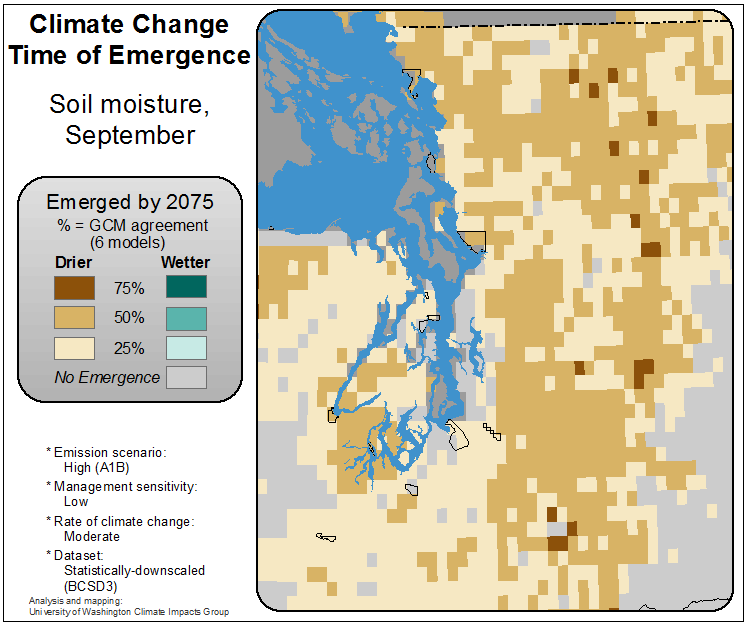 Climate Change
Time of Emergence
Soil moisture,
September
Emerged by 2075
% = GCM agreement
(6 models)
Drier Wetter
75%
50%
25%
No Emergence
* Emission scenario:
High (A1B)
* Management sensitivity:
Low
* Rate of climate change:
Moderate
* Dataset:
Statistically-downscaled
(BCSD3)
Analysis and mapping:
University of Washington Climate Impacts Group